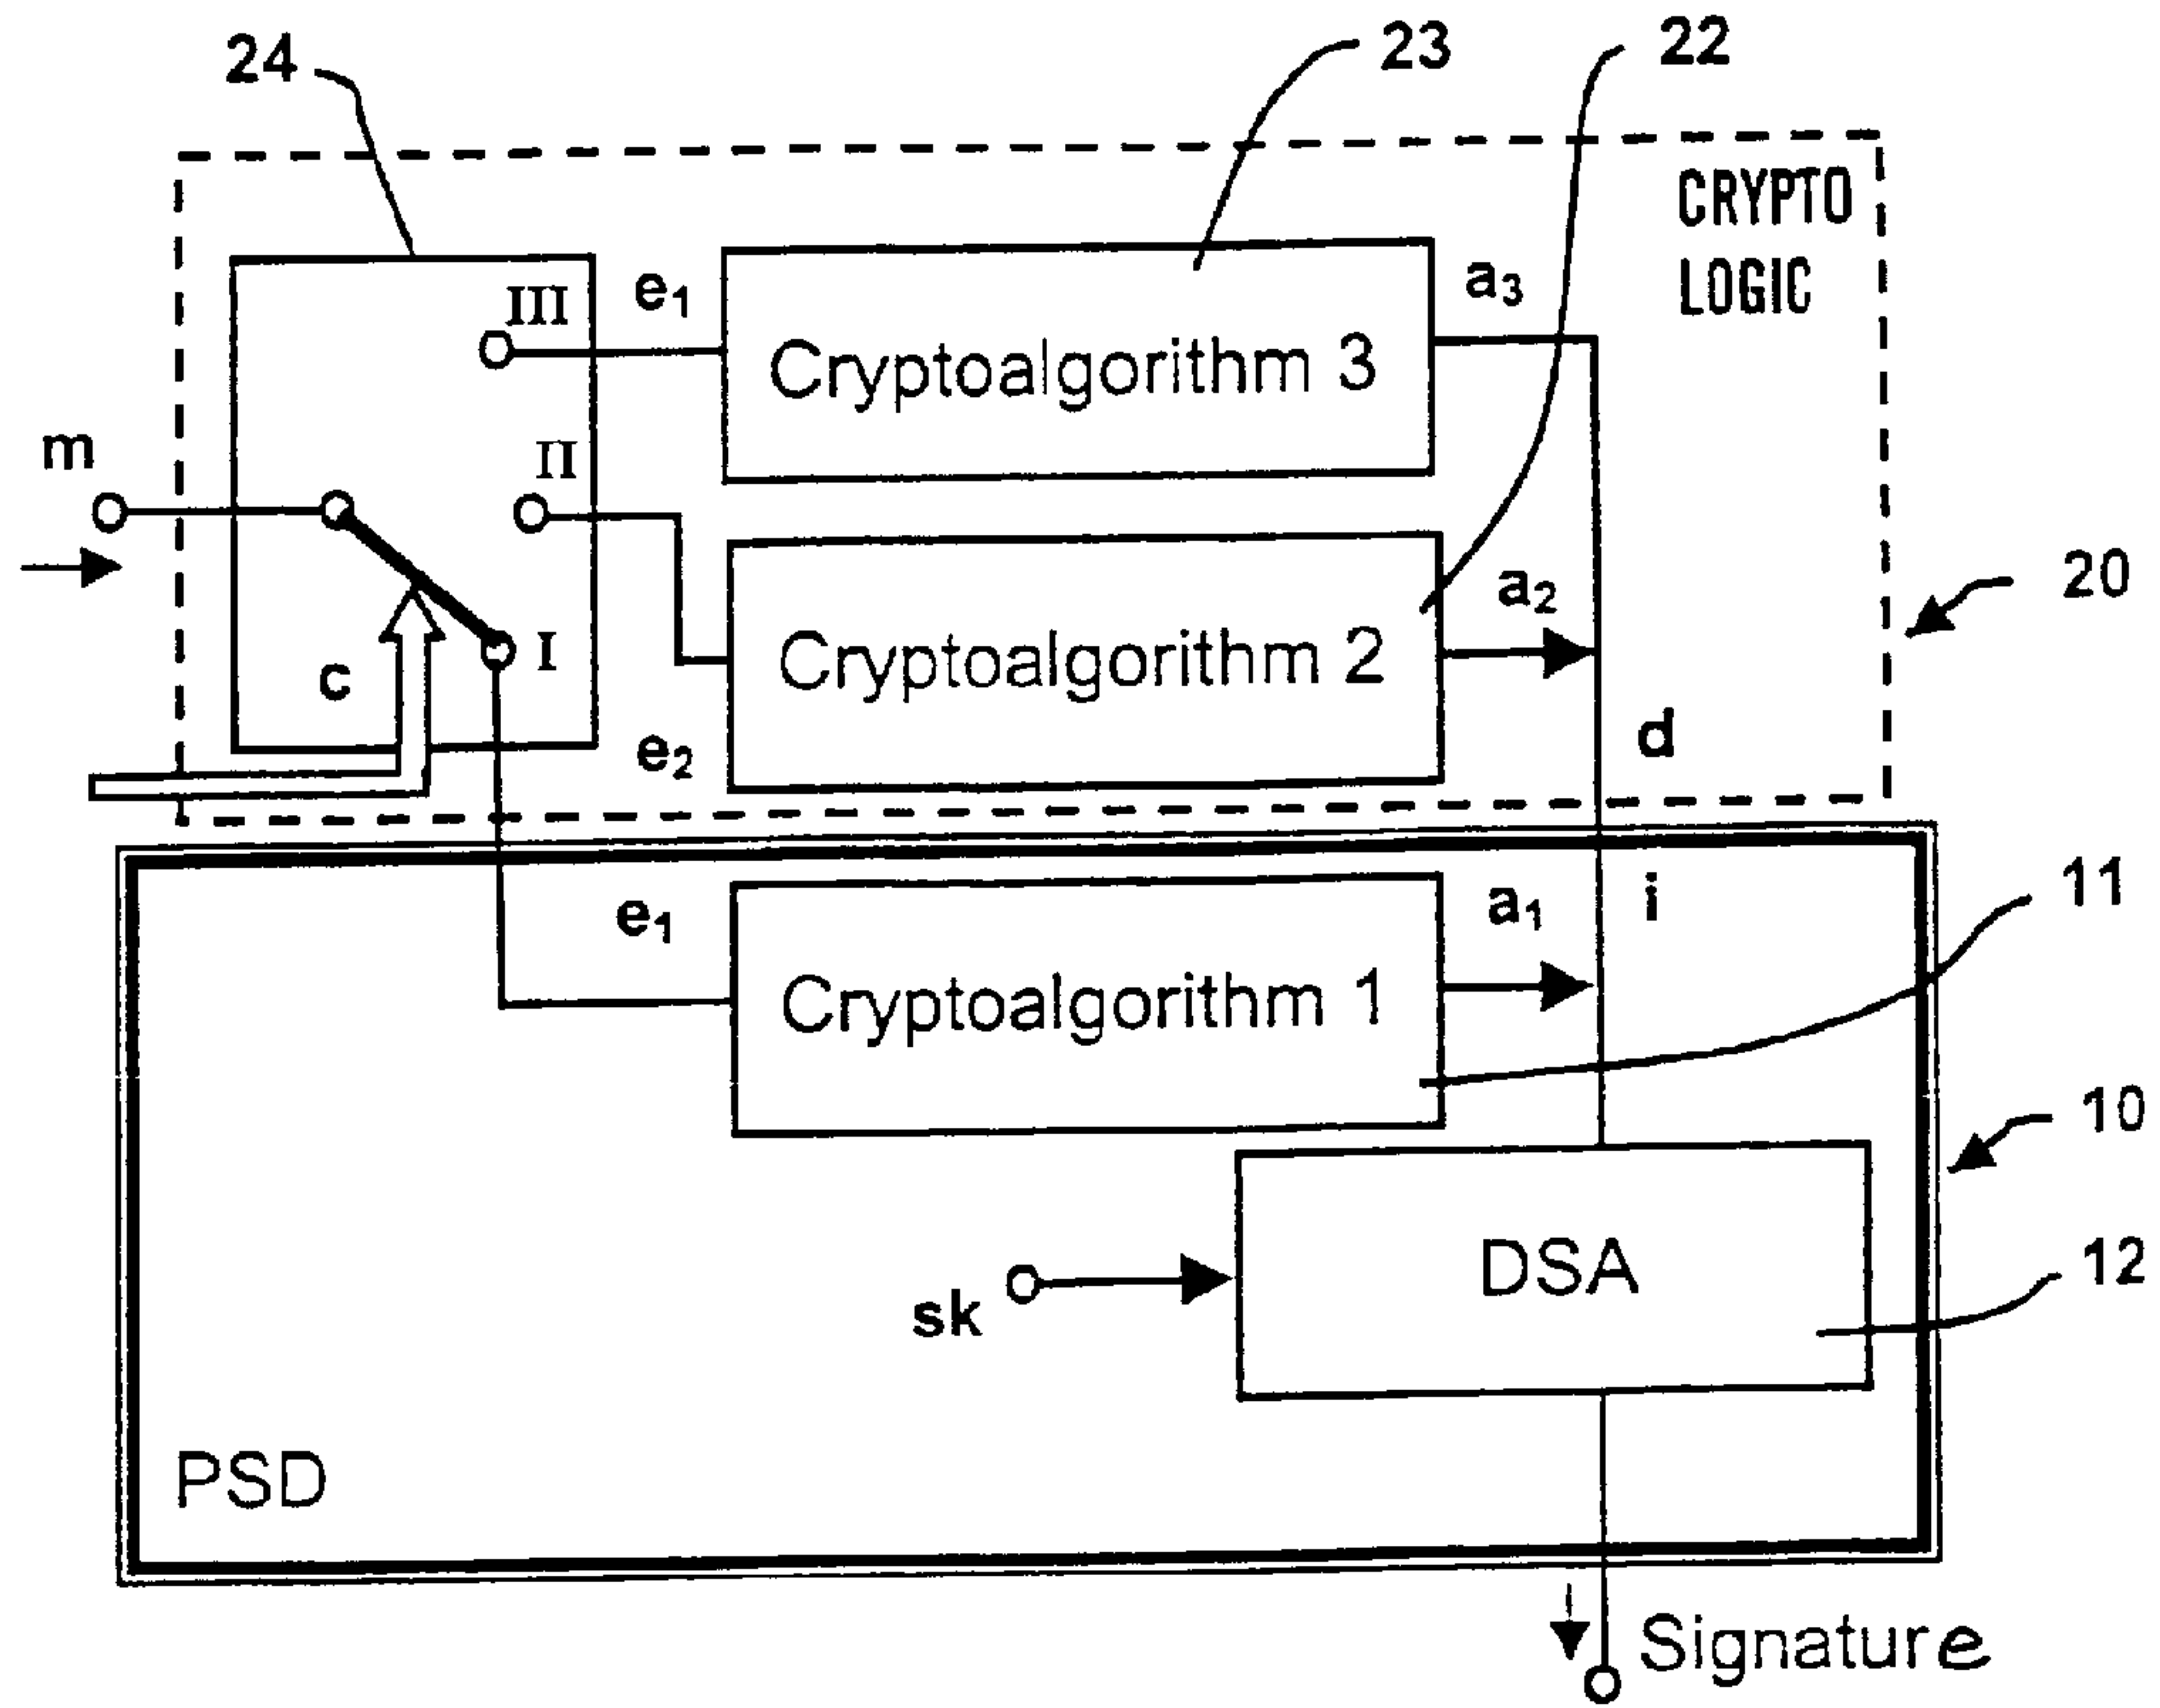 24
23
22
CRYPTO
LOGIC
III
e₁
a₃
Cryptoalgorithm 3
m
II
20
a₂
Cryptoalgorithm 2
I
c
e₂
d
11
e₁
a₁
i
Cryptoalgorithm 1
10
DSA
12
sk
PSD
Signature